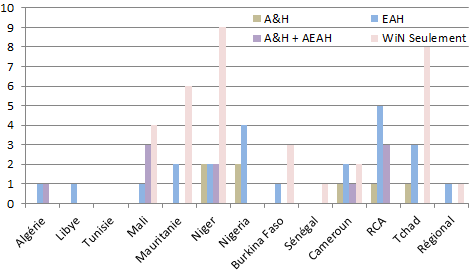 10
9
8
7
6
5
4
3
2
1
0
A&H
EAH
A&H + AEAH
WiN Seulement
Algérie
Libye
Tunisie
Mali
Mauritanie
Niger
Nigeria
Burkina Faso
Sénégal
Cameroun
RCA
Tchad
Régional